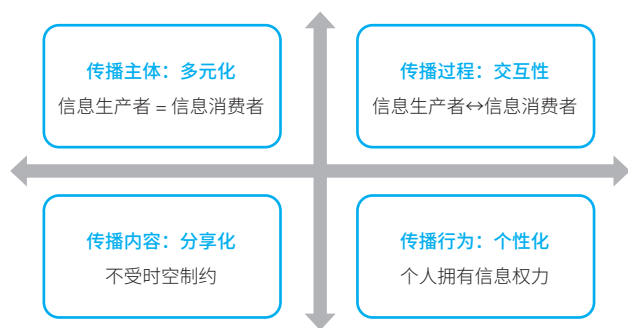 传播主体：多元化
信息生产者 = 信息消费者
传播过程：交互性
信息生产者↔信息消费者
传播内容：分享化
不受时空制约
传播行为：个性化
个人拥有信息权力